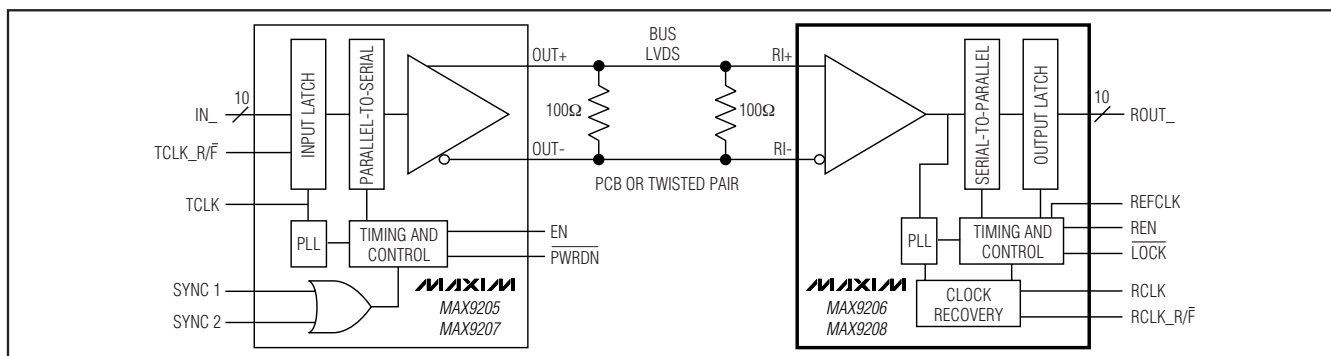 BUS
LVDS
OUT+
RI+
10
IN_
TCLK_R/F̅
TCLK
INPUT LATCH
PARALLEL-TO-SERIAL
100Ω
100Ω
OUT-
RI-
PCB OR TWISTED PAIR
PLL
TIMING AND
CONTROL
EN
P̅W̅R̅D̅N̅
SYNC 1
SYNC 2
MAXIM
MAX9205
MAX9207
SERIAL-TO-PARALLEL
OUTPUT LATCH
10
ROUT_
REFCLK
REN
L̅O̅C̅K̅
PLL
TIMING AND
CONTROL
CLOCK
RECOVERY
RCLK
RCLK_R/F̅
MAXIM
MAX9206
MAX9208